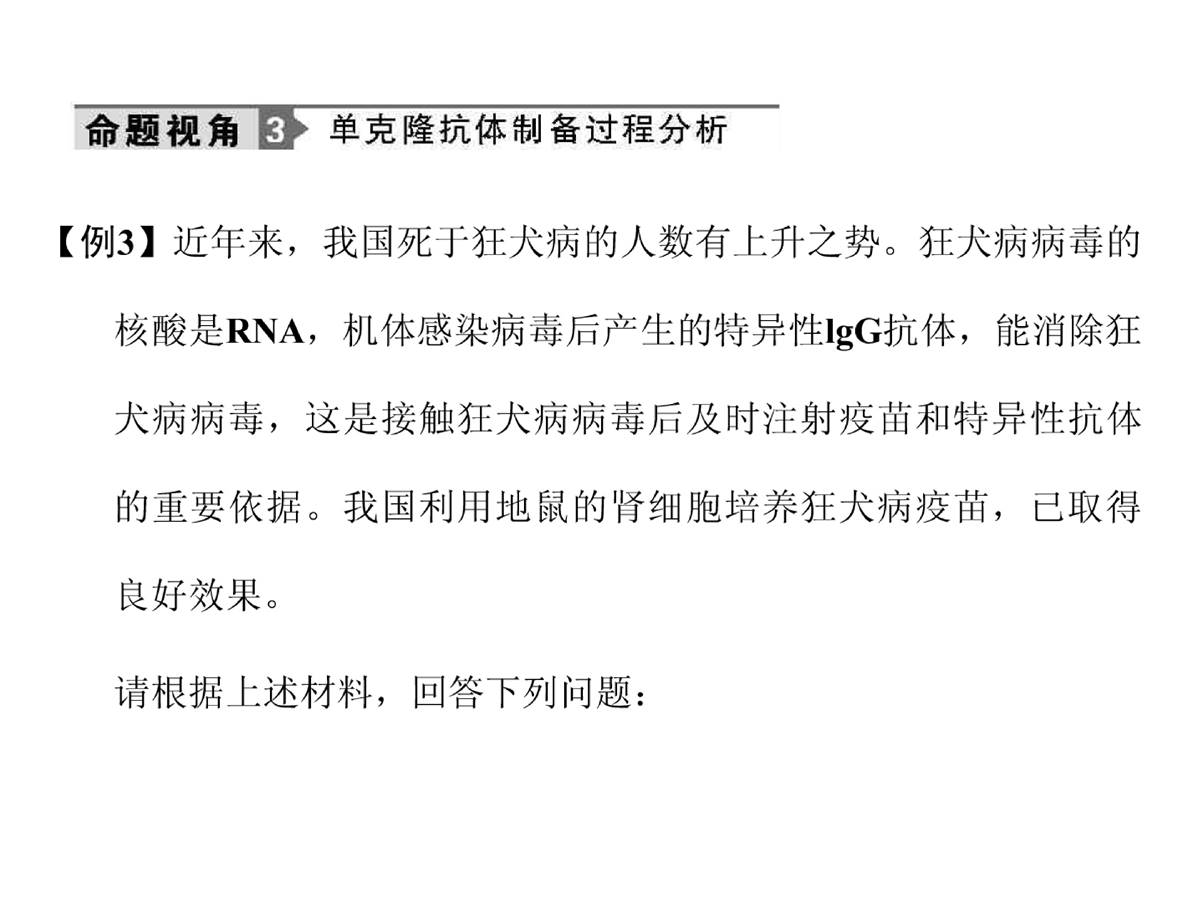 命题视角 3 单克隆抗体制备过程分析
【例3】近年来，我国死于狂犬病的人数有上升之势。狂犬病病毒的
核酸是RNA，机体感染病毒后产生的特异性lgG抗体，能消除狂
犬病病毒，这是接触狂犬病病毒后及时注射疫苗和特异性抗体
的重要依据。我国利用地鼠的肾细胞培养狂犬病疫苗，已取得
良好效果。
请根据上述材料，回答下列问题：